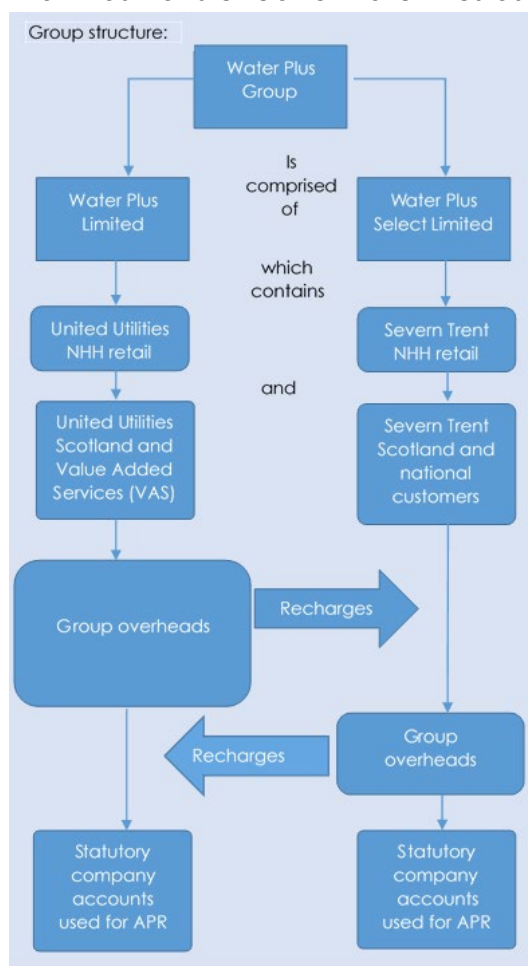 Group structure:
Water Plus
Group
Is
comprised
of
Water Plus
Limited
Water Plus
Select Limited
which
contains
United Utilities
NHH retail
Severn Trent
NHH retail
and
United Utilities
Scotland and
Value Added
Services (VAS)
Severn Trent
Scotland and
national
customers
Group overheads
Recharges
Recharges
Group
overheads
Statutory
company
accounts
used for APR
Statutory
company
accounts
used for APR